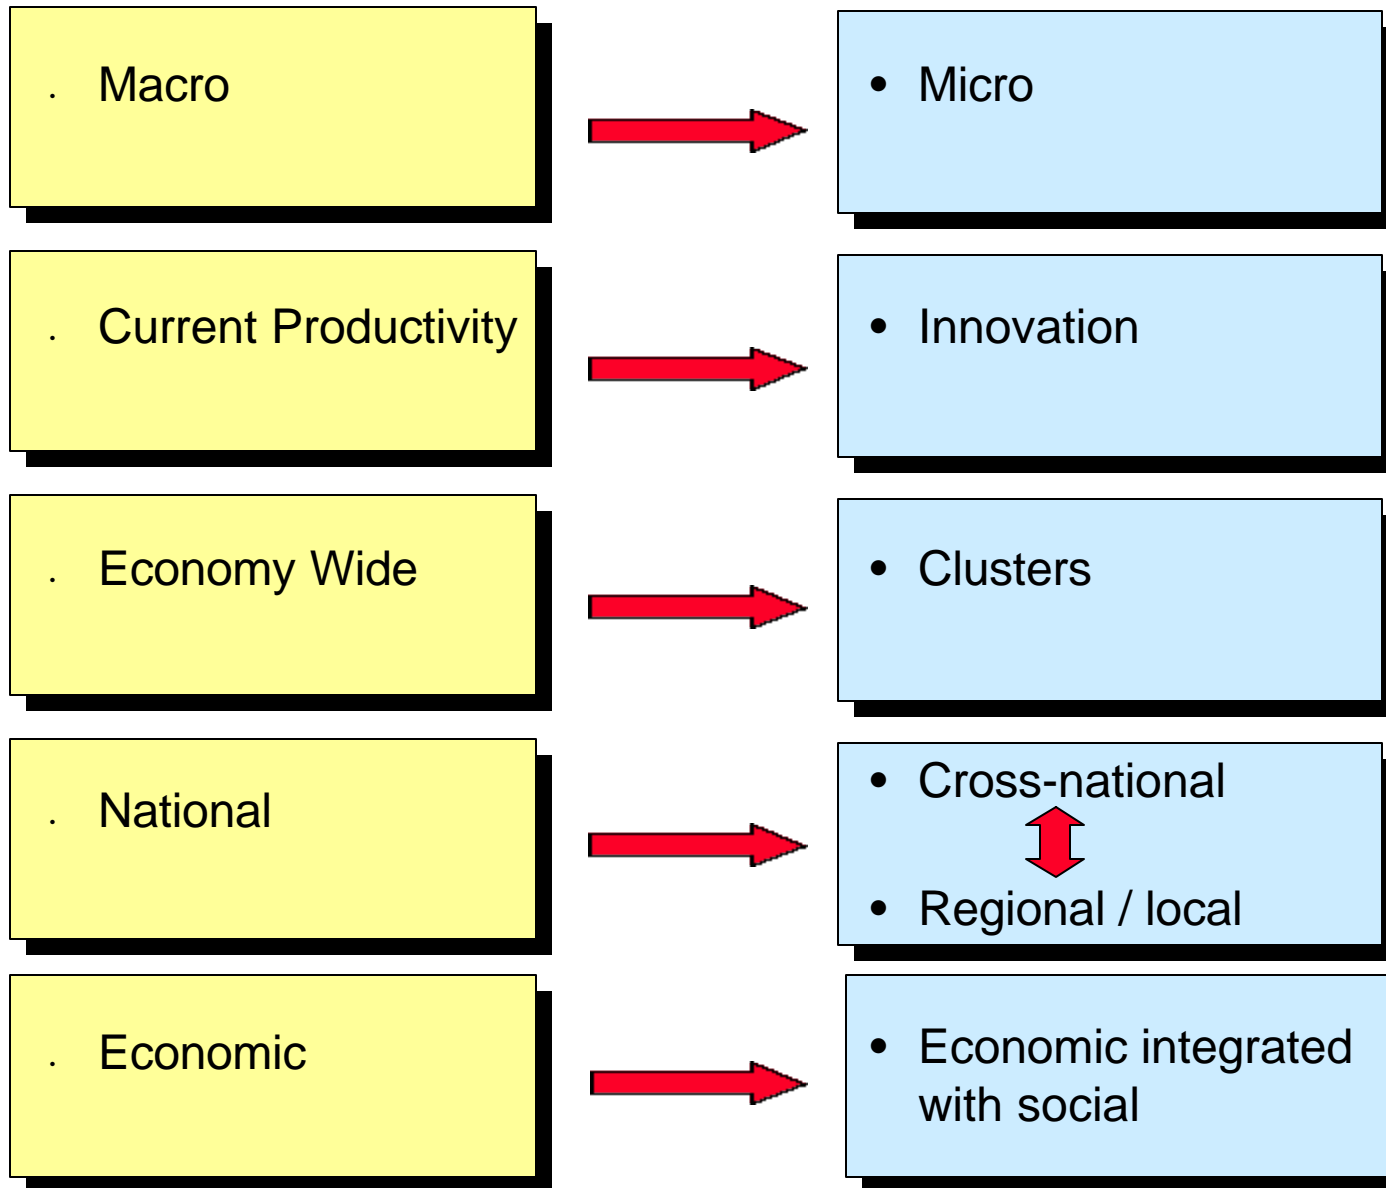 . Macro
• Micro
. Current Productivity
• Innovation
. Economy Wide
• Clusters
. National
• Cross-national
• Regional / local
. Economic
• Economic integrated
with social